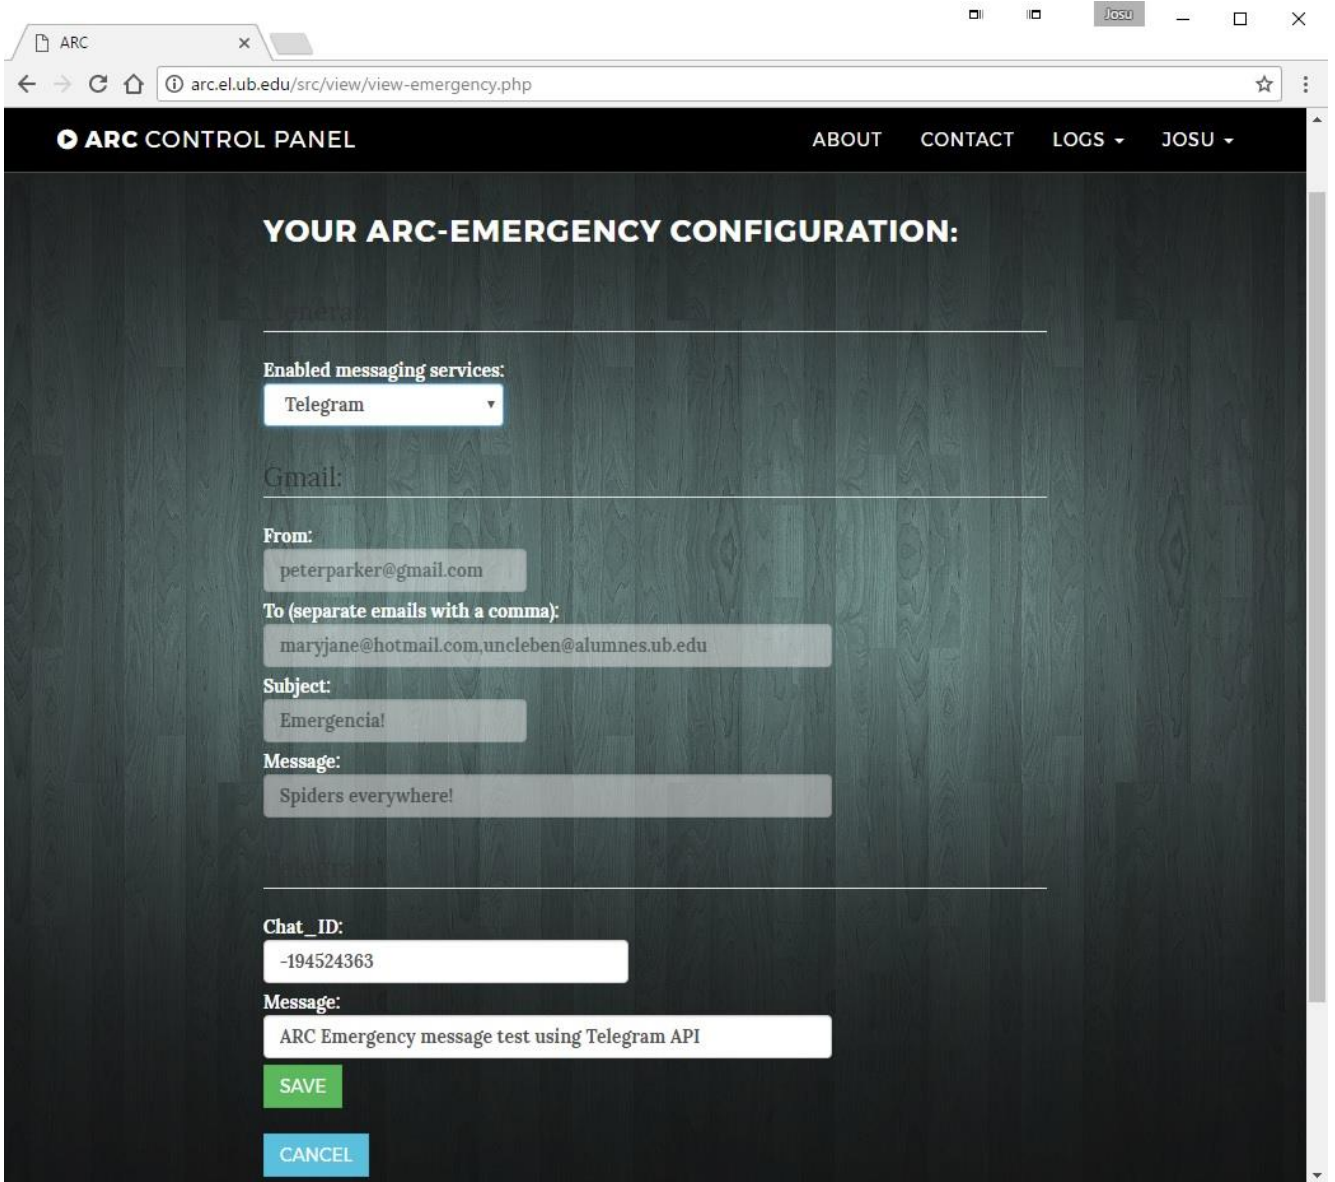 Josu
ARC
arc.el.ub.edu/src/view/view-emergency.php
ARC CONTROL PANEL
ABOUT CONTACT LOGS JOSU
YOUR ARC-EMERGENCY CONFIGURATION:
General:
Enabled messaging services:
Telegram
Gmail:
From:
peterparker@gmail.com
To (separate emails with a comma):
maryjane@hotmail.com,uncleben@alumnes.ub.edu
Subject:
Emergencia!
Message:
Spiders everywhere!
Telegram:
Chat_ID:
-194524363
Message:
ARC Emergency message test using Telegram API
SAVE
CANCEL